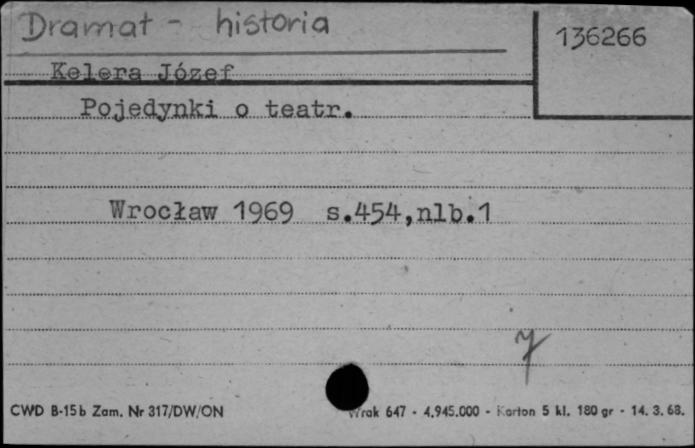 Dramat - historia
136266
Kelera Józef
Pojedynki o teatr.
Wrocław 1969 s.454,nlb.1
7
CWD B-15b Zam. Nr 317/DW/ON
Wrak 647 - 4.945.000 - Karton 5 kl. 180 gr - 14. 3. 68.